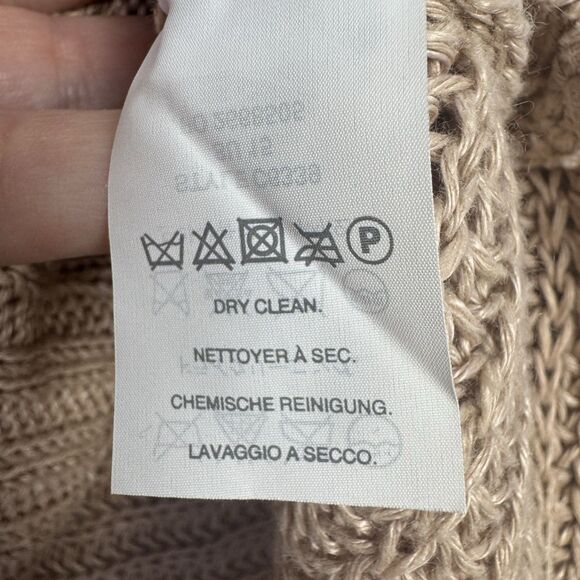 Ⓟ
DRY CLEAN.
NETTOYER À SEC.
CHEMISCHE REINIGUNG.
LAVAGGIO A SECCO.